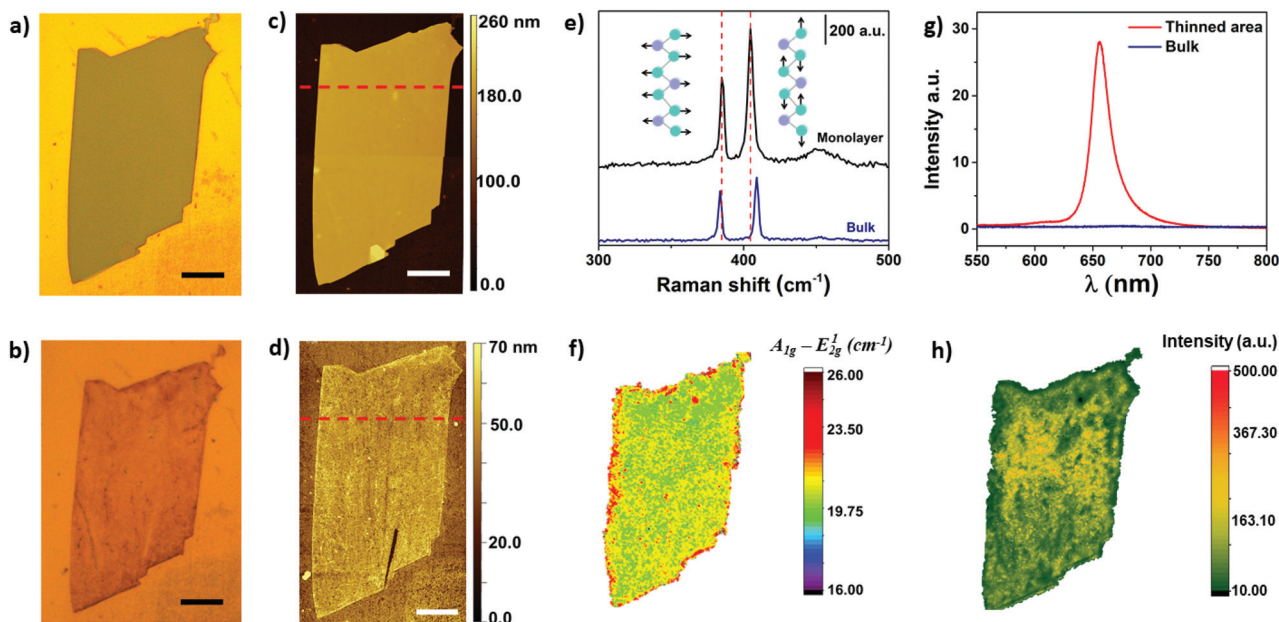 a)
c)
260 nm
180.0
100.0
0.0
e)
200 a.u.
Monolayer
Bulk
300
400
500
Raman shift (cm⁻¹)
g)
Thinned area
Bulk
30
20
10
0
Intensity a.u.
550
600
650
700
750
800
λ (nm)
b)
d)
70 nm
50.0
20.0
0.0
f)
A₁g – E¹₂g (cm⁻¹)
26.00
23.50
19.75
16.00
h)
Intensity (a.u.)
500.00
367.30
163.10
10.00